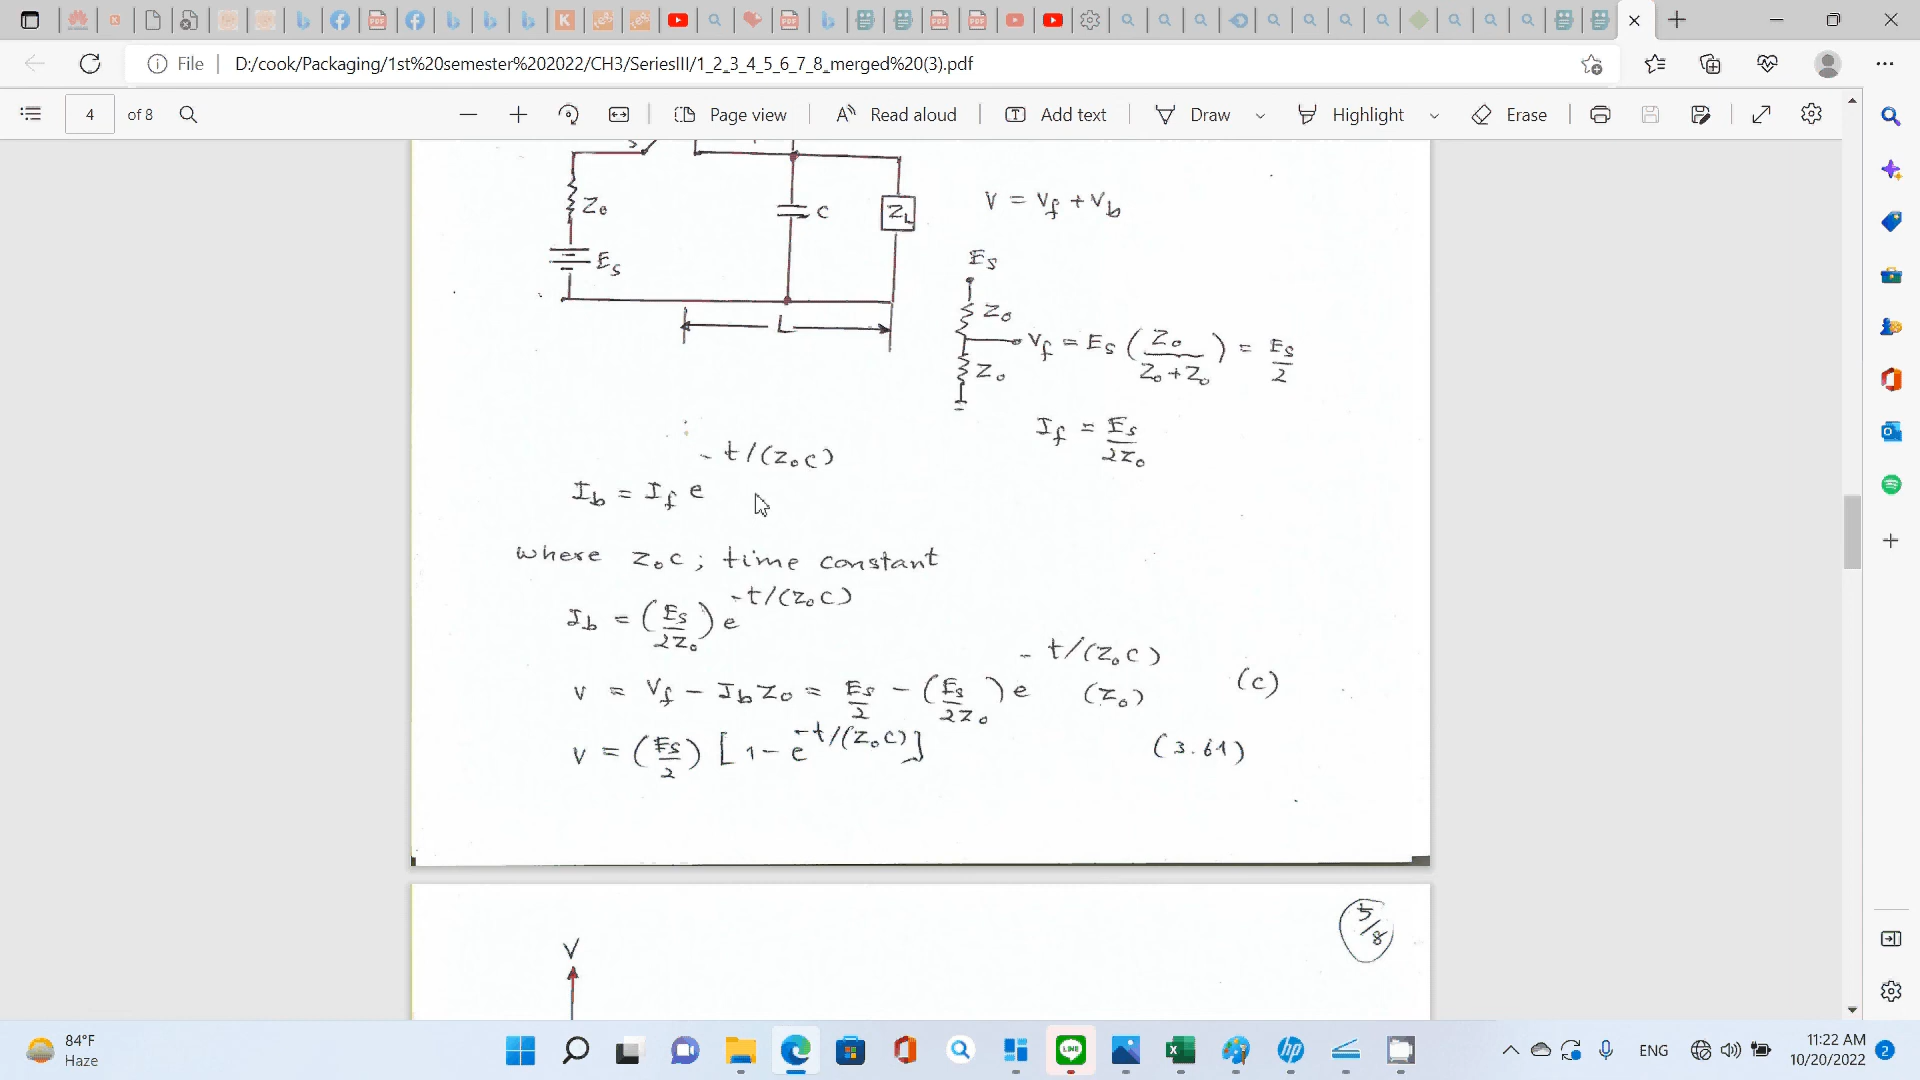 File D:/cook/Packaging/1st%20semester%202022/CH3/SeriesIII/1_2_3_4_5_6_7_8_merged%20(3).pdf
4 of 8 Page view Read aloud Add text Draw Highlight Erase
S
Z₀
C
Z_L
E_S
L
V = V_f + V_b
E_S
Z₀
V_f = E_S (Z₀ / (Z₀ + Z₀)) = E_S / 2
Z₀
I_f = E_S / 2Z₀
I_b = I_f e^(-t/(Z₀C))
where Z₀C ; time constant
I_b = (E_S / 2Z₀) e^(-t/(Z₀C))
V = V_f - I_b Z₀ = E_S / 2 - (E_S / 2Z₀) e^(-t/(Z₀C)) (Z₀) (C)
V = (E_S / 2) [1 - e^(-t/(Z₀C))] (3.61)
5/8
V
84°F
Haze
ENG
11:22 AM
10/20/2022
2